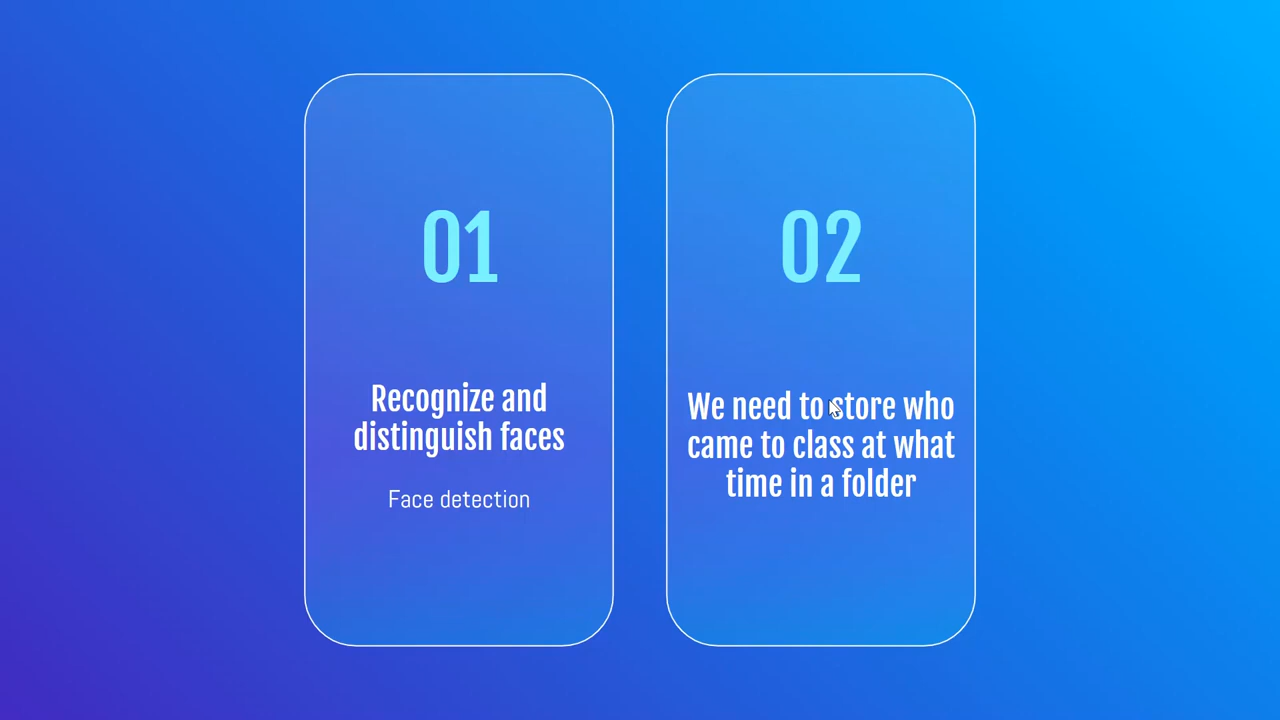 01
Recognize and
distinguish faces
Face detection
02
We need to store who
came to class at what
time in a folder